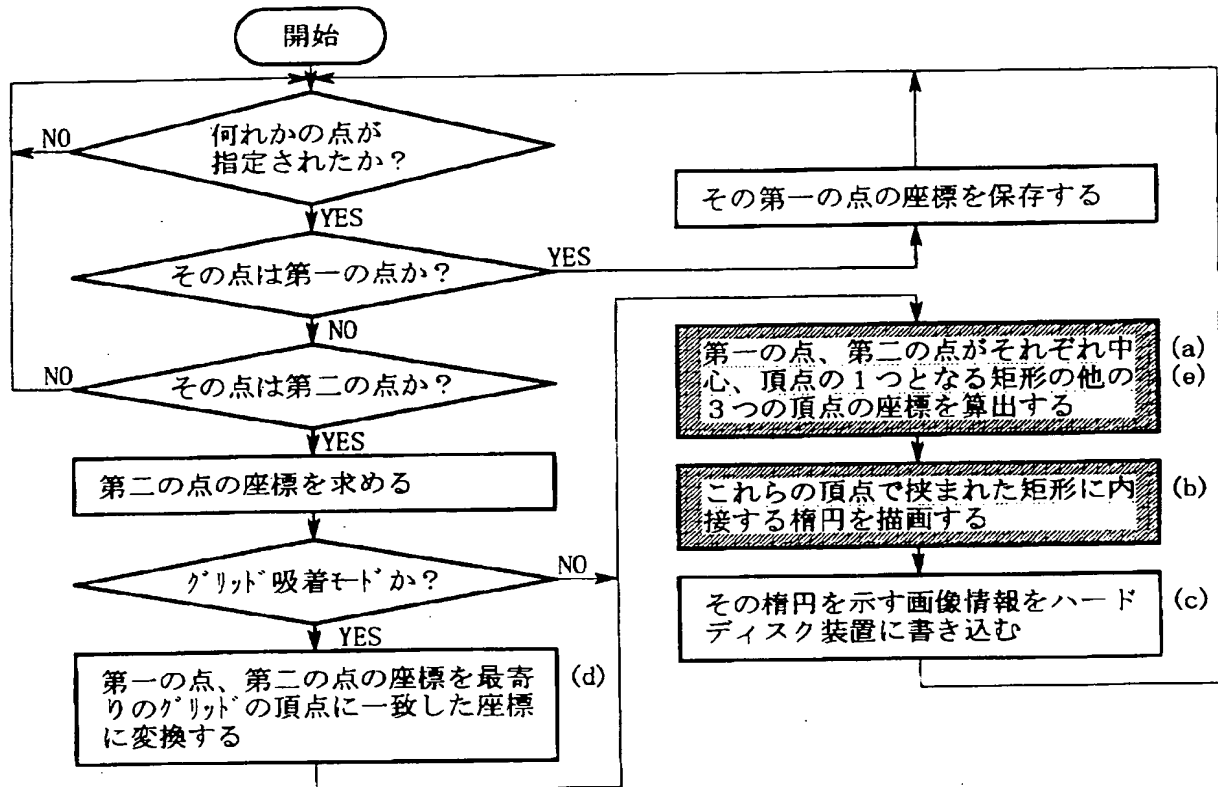 開始
何れかの点が
指定されたか？
NO
YES
その点は第一の点か？
YES
NO
その第一の点の座標を保存する
その点は第二の点か？
NO
YES
第二の点の座標を求める
ｸﾞﾘｯﾄﾞ吸着ﾓｰﾄﾞか？
NO
YES
第一の点、第二の点の座標を最寄
りのｸﾞﾘｯﾄﾞの頂点に一致した座標
に変換する
(d)
第一の点、第二の点がそれぞれ中
心、頂点の１つとなる矩形の他の
３つの頂点の座標を算出する
(a)
(e)
これらの頂点で挟まれた矩形に内
接する楕円を描画する
(b)
その楕円を示す画像情報をハード
ディスク装置に書き込む
(c)